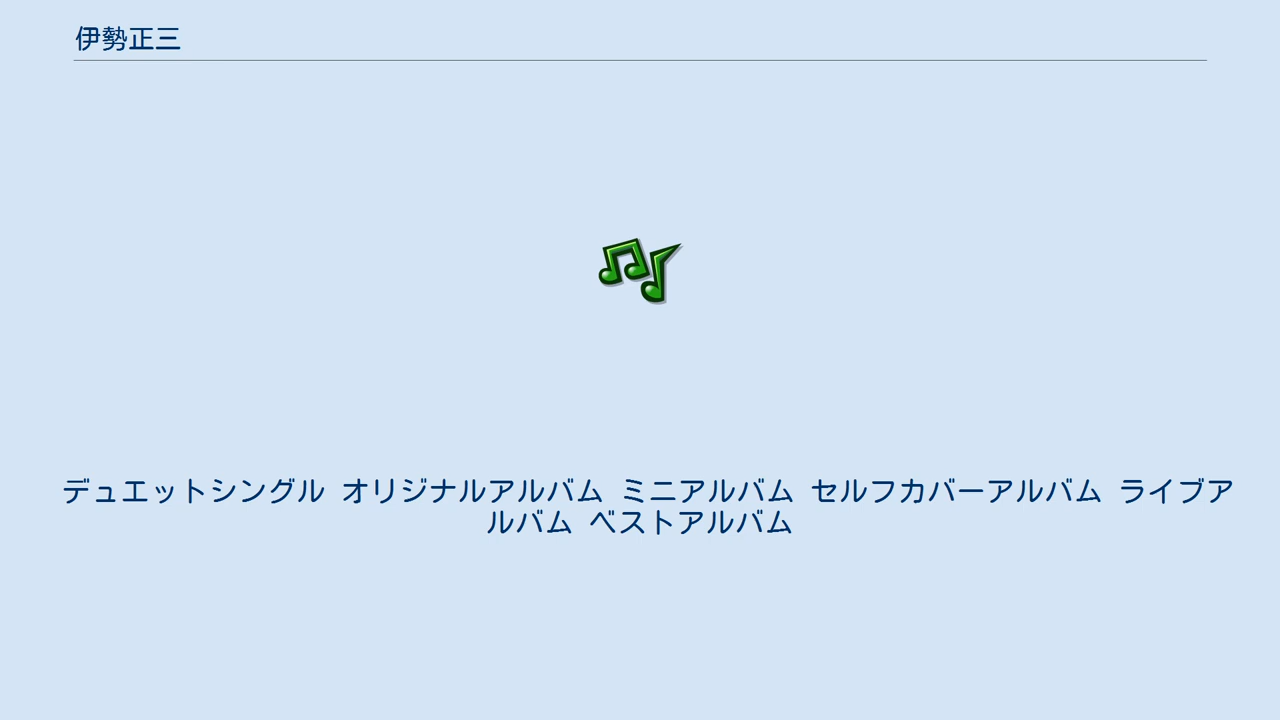 伊勢正三
デュエットシングル オリジナルアルバム ミニアルバム セルフカバーアルバム ライブア
ルバム ベストアルバム